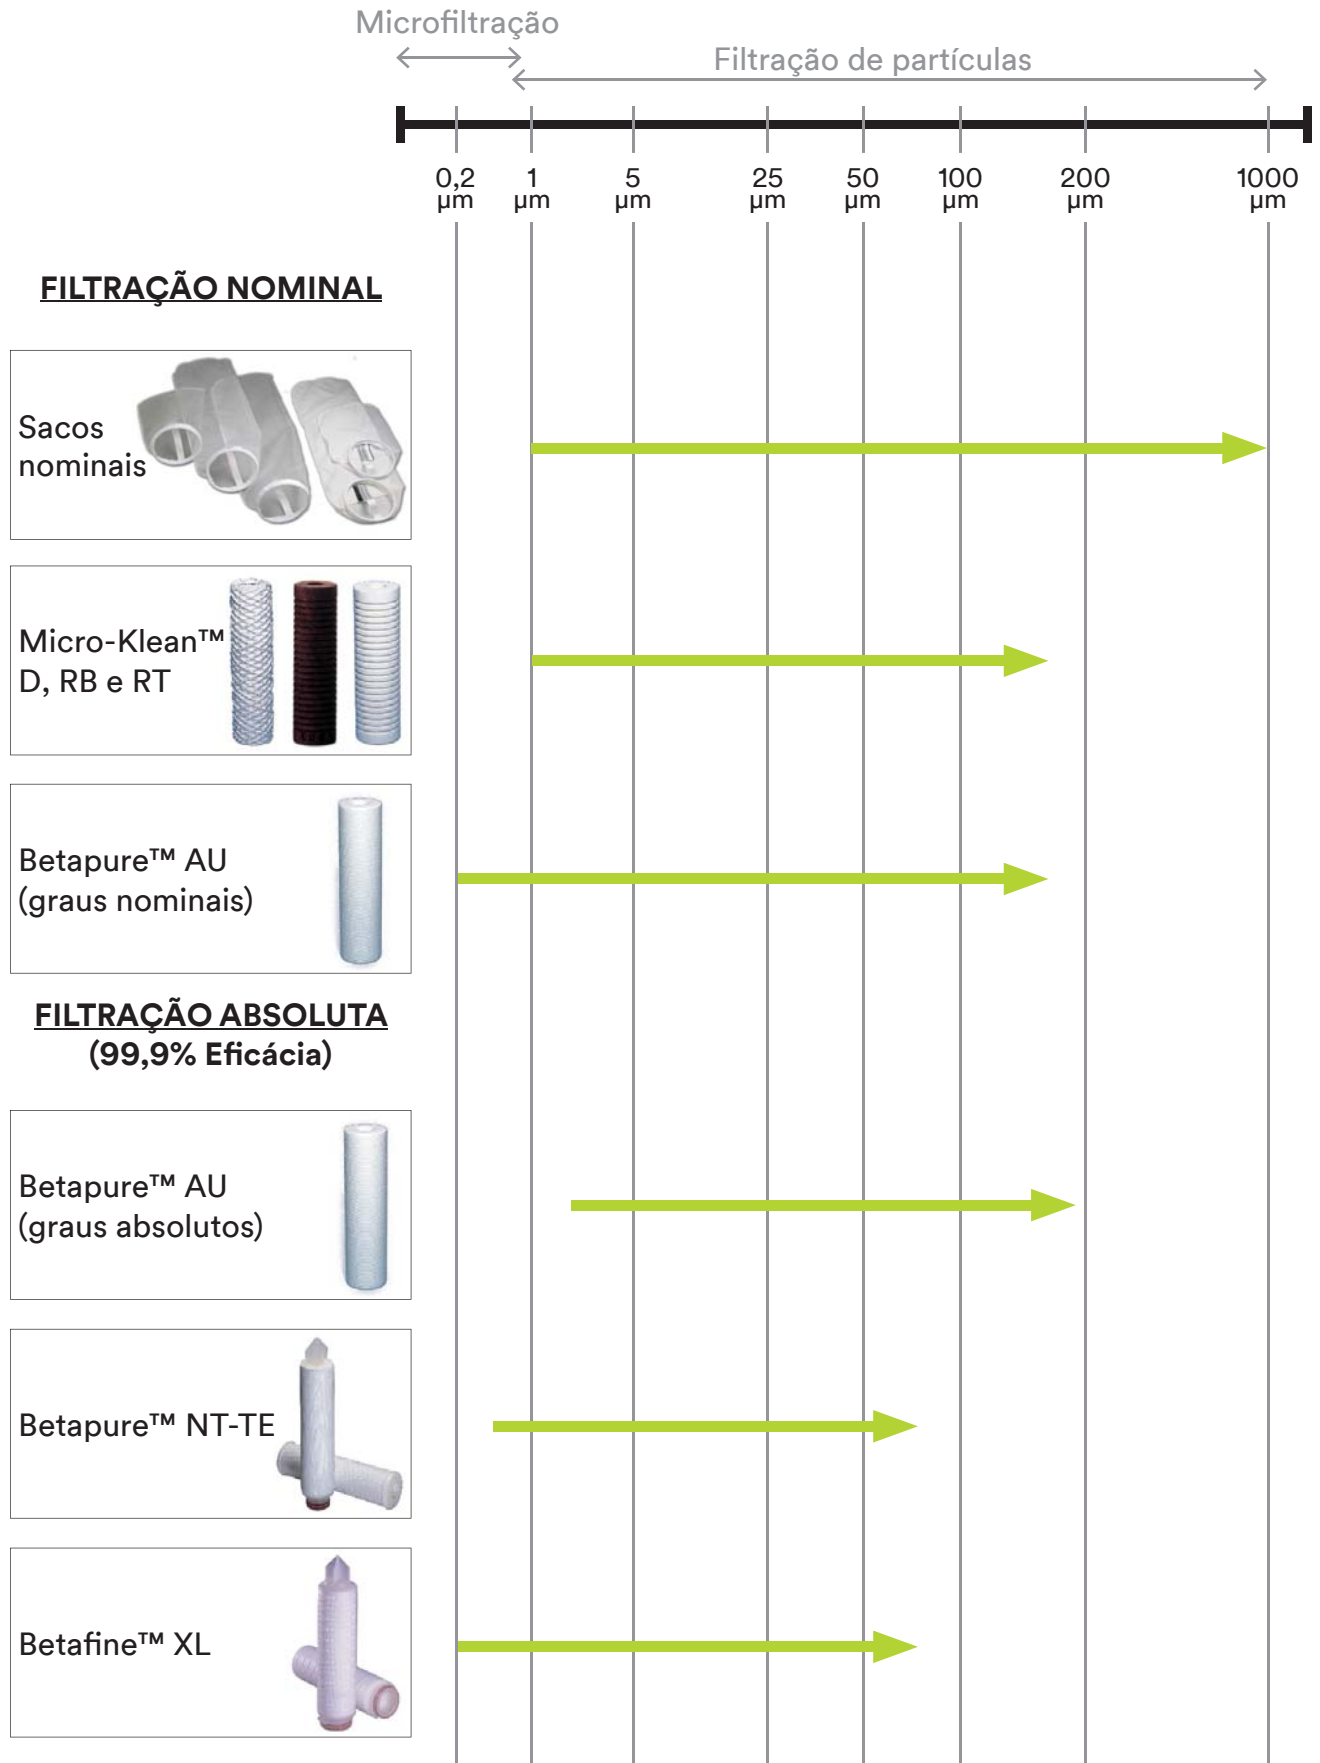 Microfiltração
Filtração de partículas
0,2 1 5 25 50 100 200 1000
µm µm µm µm µm µm µm µm
FILTRAÇÃO NOMINAL
Sacos
nominais
Micro-Klean™
D, RB e RT
Betapure™ AU
(graus nominais)
FILTRAÇÃO ABSOLUTA
(99,9% Eficácia)
Betapure™ AU
(graus absolutos)
Betapure™ NT-TE
Betafine™ XL